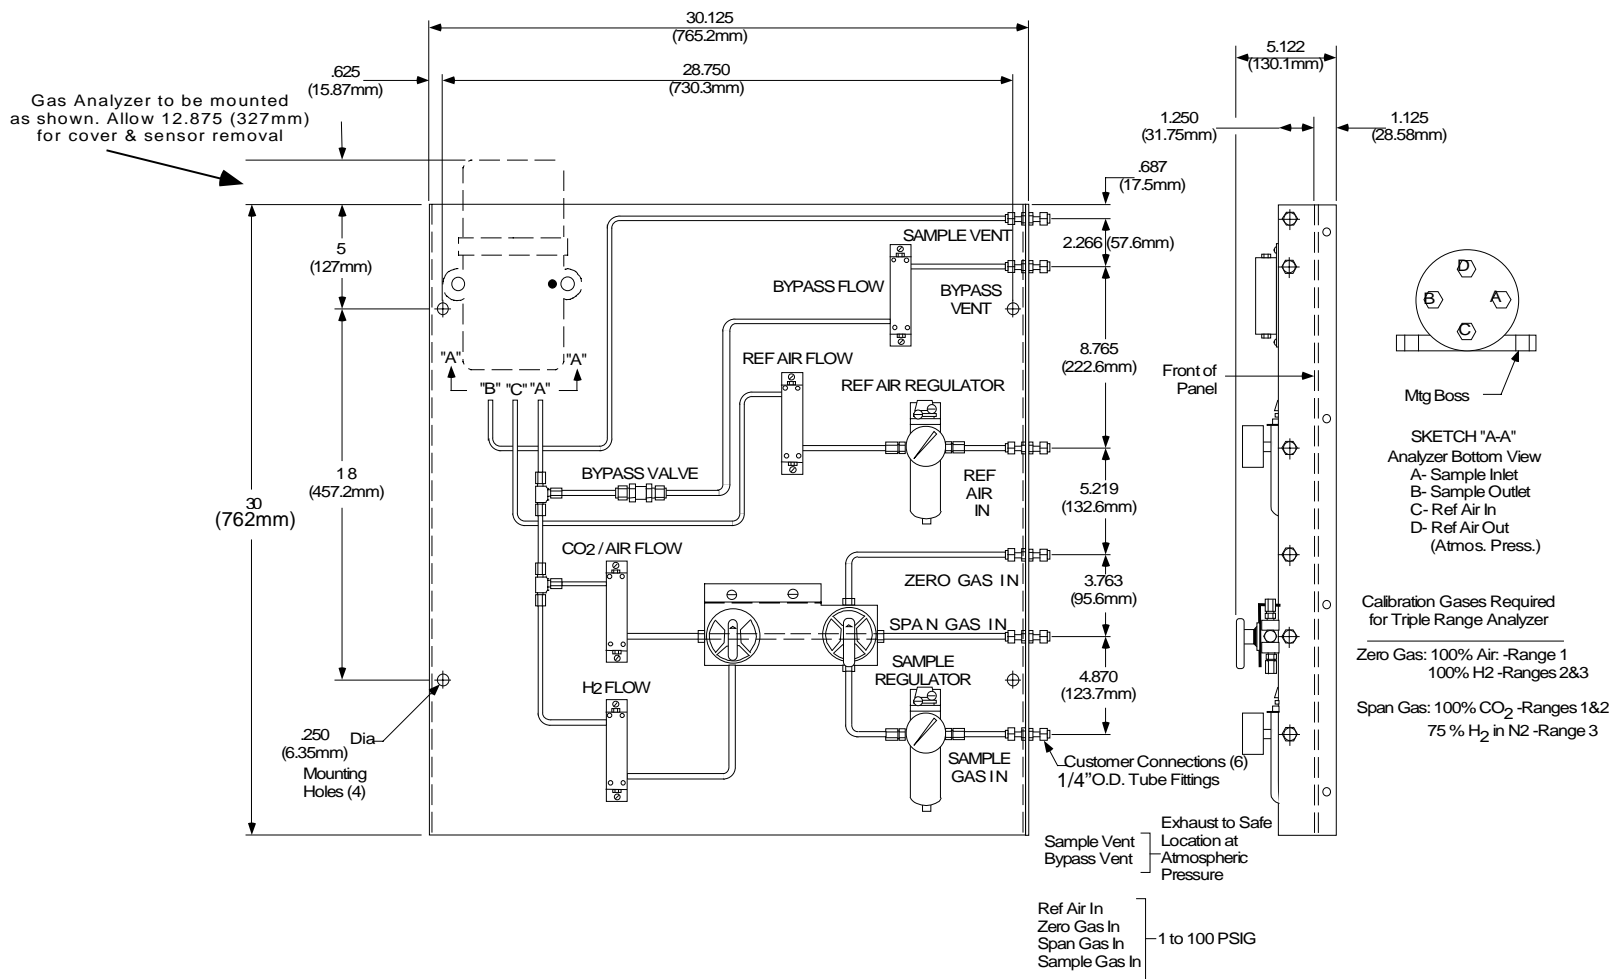 30.125
(765.2mm)
28.750
(730.3mm)
.625
(15.87mm)
Gas Analyzer to be mounted
as shown. Allow 12.875 (327mm)
for cover & sensor removal
5.122
(130.1mm)
1.250
(31.75mm)
1.125
(28.58mm)
.687
(17.5mm)
2.266 (57.6mm)
5
(127mm)
SAMPLE VENT
BYPASS FLOW
BYPASS
VENT
8.765
(222.6mm)
"A"
"A"
"B" "C" "A"
REF AIR FLOW
REF AIR REGULATOR
18
(457.2mm)
30
(762mm)
BYPASS VALVE
REF
AIR
IN
5.219
(132.6mm)
CO2 / AIR FLOW
ZERO GAS IN
3.763
(95.6mm)
SPAN GAS IN
SAMPLE
REGULATOR
4.870
(123.7mm)
H2 FLOW
.250 Dia
(6.35mm)
Mounting
Holes (4)
SAMPLE
GAS IN
Customer Connections (6)
1/4"O.D. Tube Fittings
Front of
Panel
D
B
A
C
Mtg Boss
SKETCH "A-A"
Analyzer Bottom View
A- Sample Inlet
B- Sample Outlet
C- Ref Air In
D- Ref Air Out
(Atmos. Press.)
Calibration Gases Required
for Triple Range Analyzer
Zero Gas: 100% Air: -Range 1
100% H2 -Ranges 2&3
Span Gas: 100% CO2 -Ranges 1&2
75 % H2 in N2 -Range 3
Sample Vent
Bypass Vent
Exhaust to Safe
Location at
Atmospheric
Pressure
Ref Air In
Zero Gas In
Span Gas In
Sample Gas In
1 to 100 PSIG